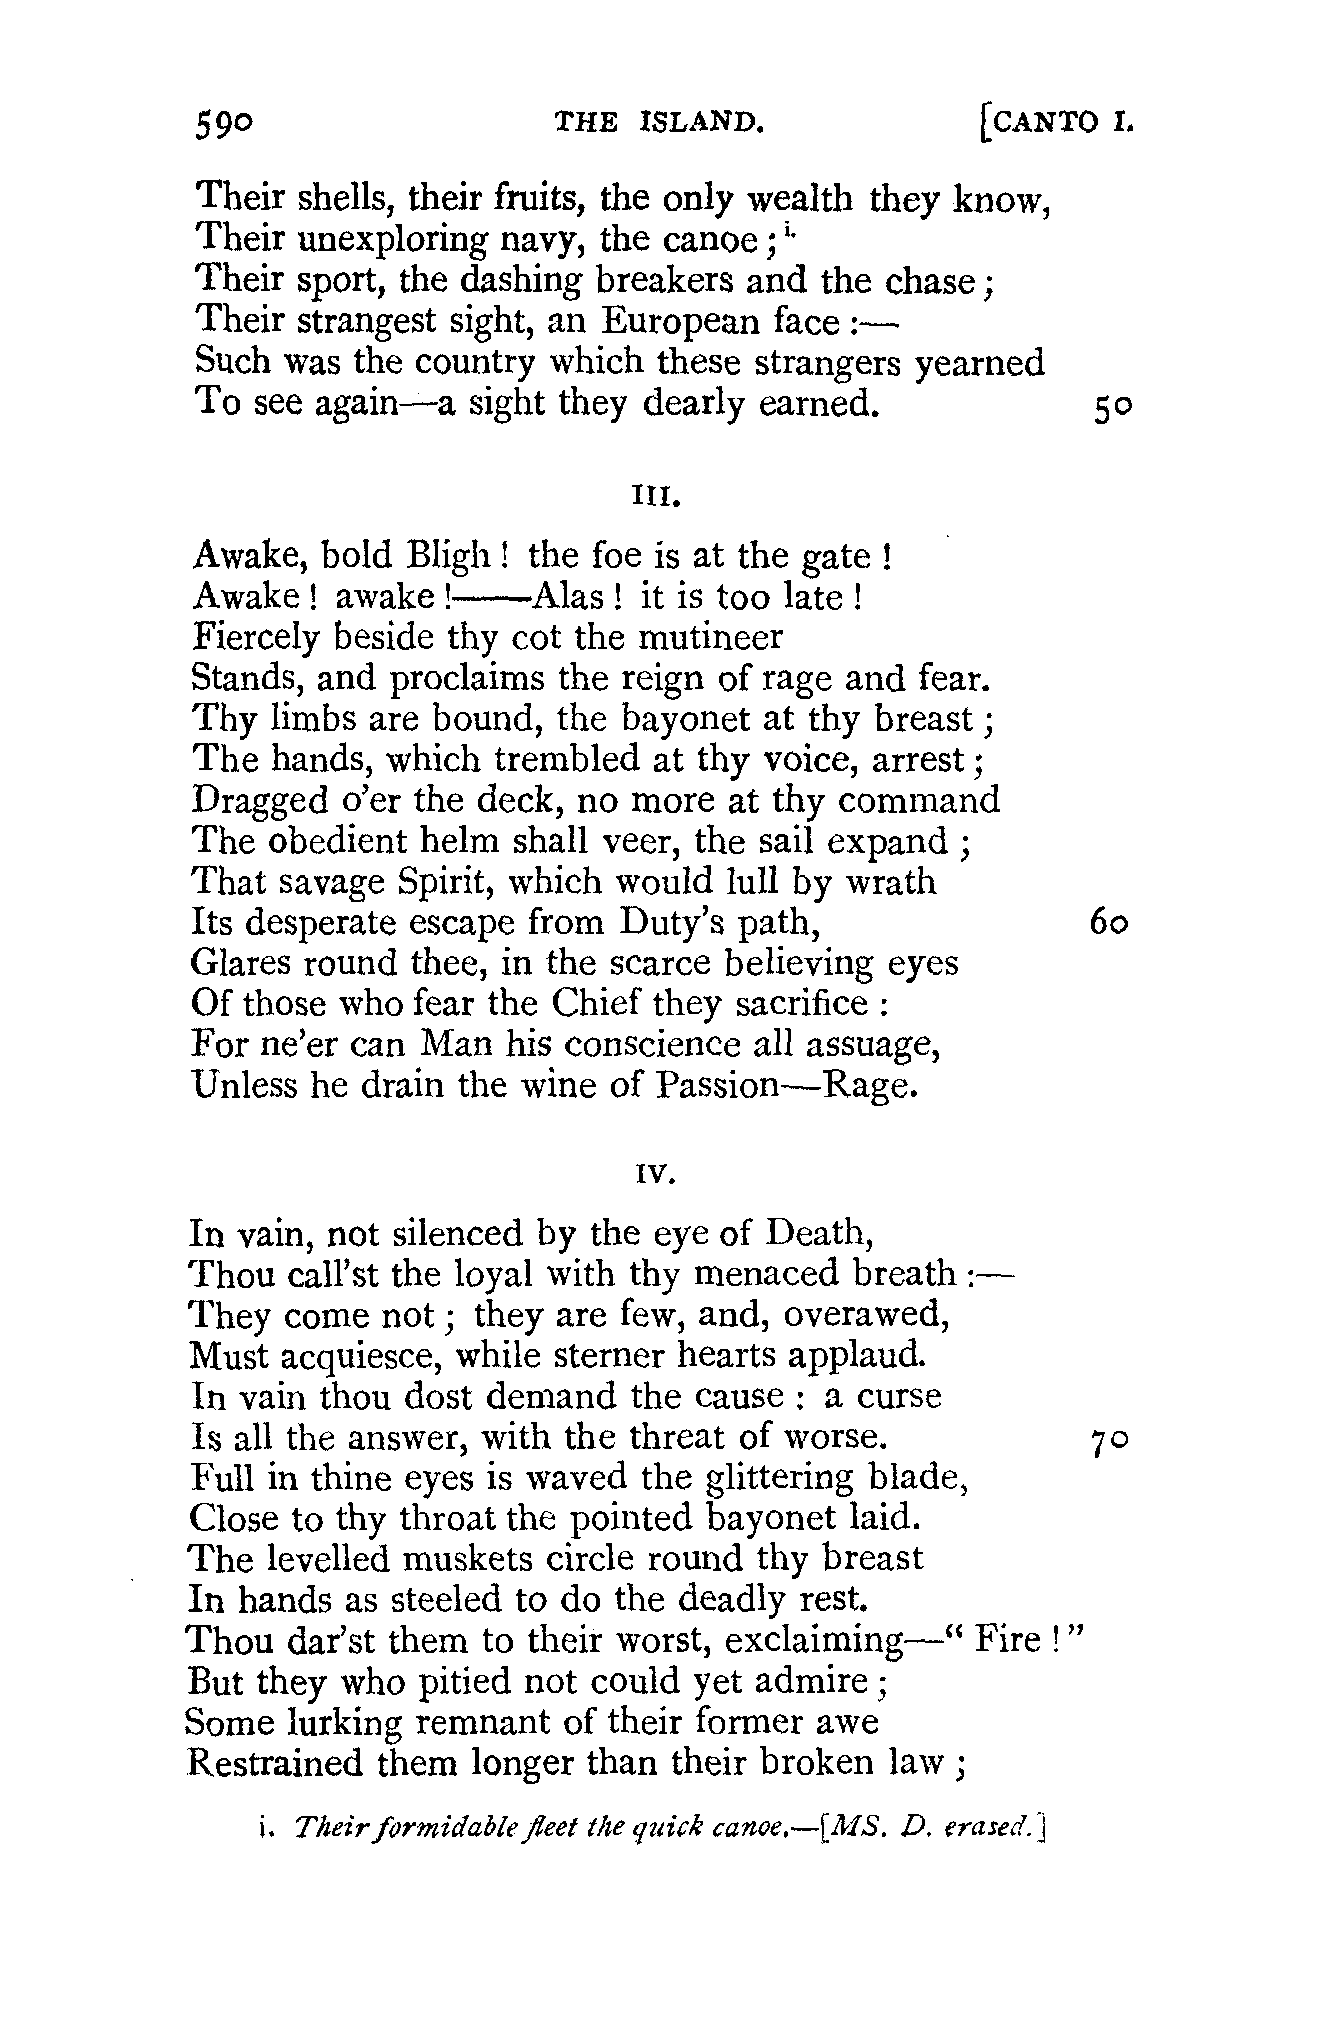 590 THE ISLAND. [CANTO I.
Their shells, their fruits, the only wealth they know,
Their unexploring navy, the canoe ; i.
Their sport, the dashing breakers and the chase ;
Their strangest sight, an European face :—
Such was the country which these strangers yearned
To see again—a sight they dearly earned. 50
III.
Awake, bold Bligh ! the foe is at the gate !
Awake ! awake !——Alas ! it is too late !
Fiercely beside thy cot the mutineer
Stands, and proclaims the reign of rage and fear.
Thy limbs are bound, the bayonet at thy breast ;
The hands, which trembled at thy voice, arrest ;
Dragged o'er the deck, no more at thy command
The obedient helm shall veer, the sail expand ;
That savage Spirit, which would lull by wrath
Its desperate escape from Duty's path, 60
Glares round thee, in the scarce believing eyes
Of those who fear the Chief they sacrifice :
For ne'er can Man his conscience all assuage,
Unless he drain the wine of Passion—Rage.
IV.
In vain, not silenced by the eye of Death,
Thou call'st the loyal with thy menaced breath :—
They come not ; they are few, and, overawed,
Must acquiesce, while sterner hearts applaud.
In vain thou dost demand the cause : a curse
Is all the answer, with the threat of worse. 70
Full in thine eyes is waved the glittering blade,
Close to thy throat the pointed bayonet laid.
The levelled muskets circle round thy breast
In hands as steeled to do the deadly rest.
Thou dar'st them to their worst, exclaiming—" Fire ! "
But they who pitied not could yet admire ;
Some lurking remnant of their former awe
Restrained them longer than their broken law ;
i. Their formidable fleet the quick canoe.—[MS. D. erased.]